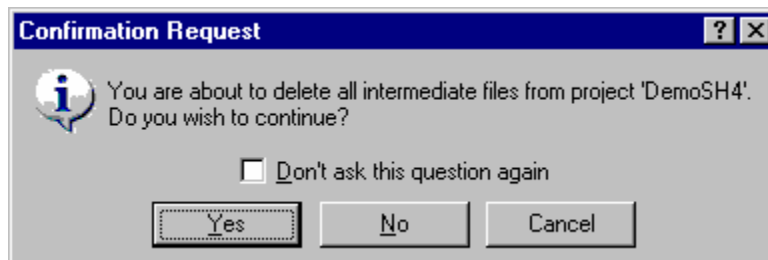 Confirmation Request
You are about to delete all intermediate files from project 'DemoSH4'.
Do you wish to continue?
Don't ask this question again
Yes
No
Cancel